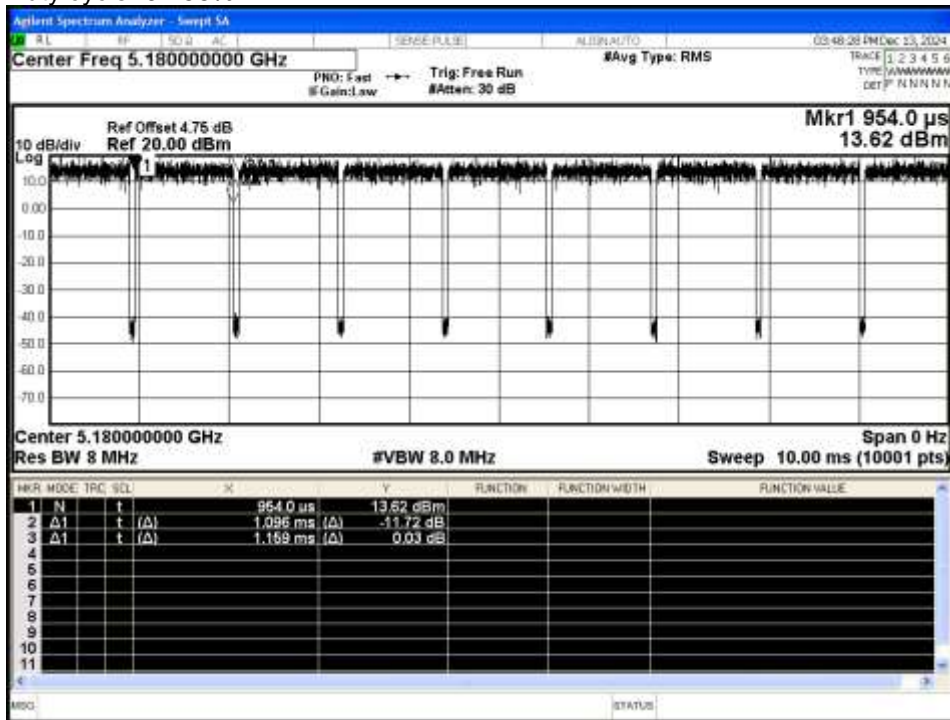 Agilent Spectrum Analyzer - Swept SA
RL RF 50 Ω AC SENSE:PULSE ALIGN AUTO 03:48:28 PM Dec 13, 2024
Center Freq 5.180000000 GHz #Avg Type: RMS TRACE 1 2 3 4 5 6
PNO: Fast Trig: Free Run TYPE
IFGain:Low #Atten: 30 dB DET P N N N N N
Mkr1 954.0 µs
Ref Offset 4.75 dB
10 dB/div Ref 20.00 dBm 13.62 dBm
Log
1
10.0
0.00
-10.0
-20.0
-30.0
-40.0
-50.0
-60.0
-70.0
Center 5.180000000 GHz Span 0 Hz
Res BW 8 MHz #VBW 8.0 MHz Sweep 10.00 ms (10001 pts)
MKR MODE TRC SCL X Y FUNCTION FUNCTION WIDTH FUNCTION VALUE
1 N t 954.0 µs 13.62 dBm
2 Δ1 t (Δ) 1.096 ms (Δ) -11.72 dB
3 Δ1 t (Δ) 1.159 ms (Δ) 0.03 dB
4
5
6
7
8
9
10
11
MSG STATUS